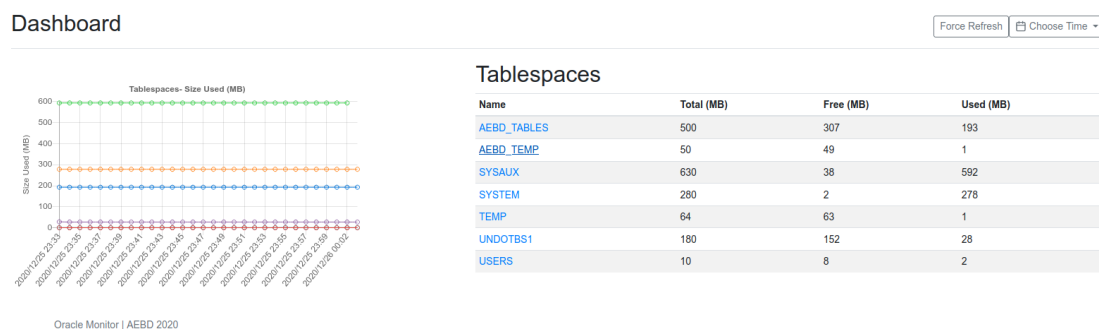 Dashboard
Force Refresh
Choose Time
Tablespaces- Size Used (MB)
Size Used (MB)
600
500
400
300
200
100
0
2020/12/25 23:33
2020/12/25 23:35
2020/12/25 23:37
2020/12/25 23:39
2020/12/25 23:41
2020/12/25 23:43
2020/12/25 23:45
2020/12/25 23:47
2020/12/25 23:49
2020/12/25 23:51
2020/12/25 23:53
2020/12/25 23:55
2020/12/25 23:57
2020/12/25 23:59
2020/12/26 00:02
Tablespaces
Name Total (MB) Free (MB) Used (MB)
AEBD_TABLES 500 307 193
AEBD_TEMP 50 49 1
SYSAUX 630 38 592
SYSTEM 280 2 278
TEMP 64 63 1
UNDOTBS1 180 152 28
USERS 10 8 2
Oracle Monitor | AEBD 2020